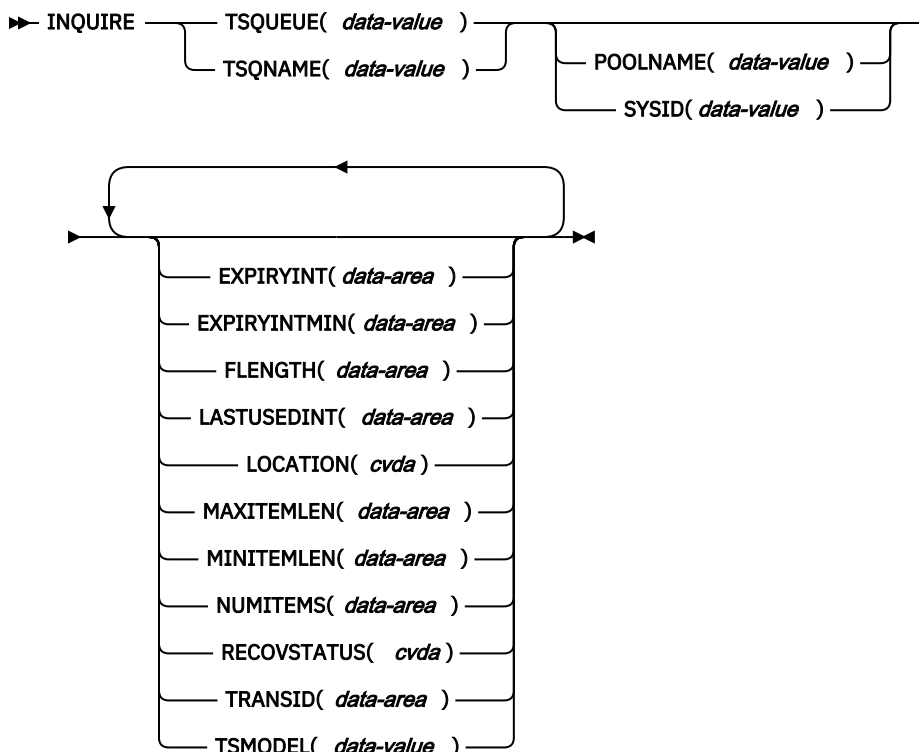 INQUIRE TSQUEUE( data-value )
TSQNAME( data-value )
POOLNAME( data-value )
SYSID( data-value )
EXPIRYINT( data-area )
EXPIRYINTMIN( data-area )
FLENGTH( data-area )
LASTUSEDINT( data-area )
LOCATION( cvda )
MAXITEMLEN( data-area )
MINITEMLEN( data-area )
NUMITEMS( data-area )
RECOVSTATUS( cvda )
TRANSID( data-area )
TSMODEL( data-value )